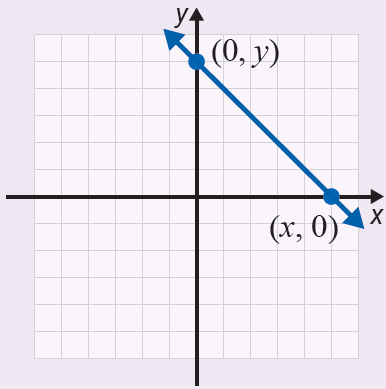 y
(0, y)
x
(x, 0)